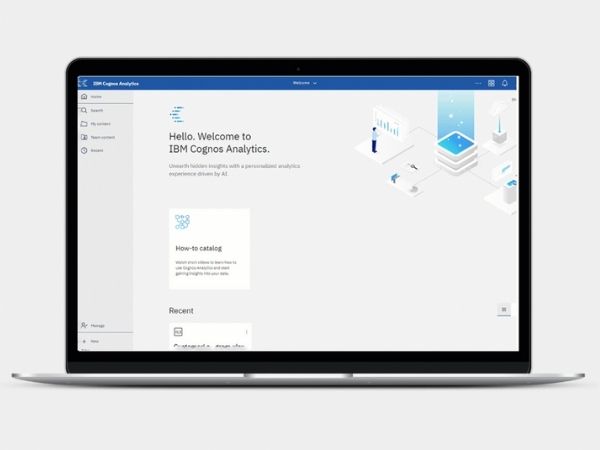 IBM Cognos Analytics
Welcome
Home
Search
My content
Team content
Recent
Hello. Welcome to
IBM Cognos Analytics.
Unearth hidden insights with a personalized analytics
experience driven by AI.
How-to catalog
Watch short videos to learn how to
use Cognos Analytics and start
gaining insights into your data.
Recent
Manage
New